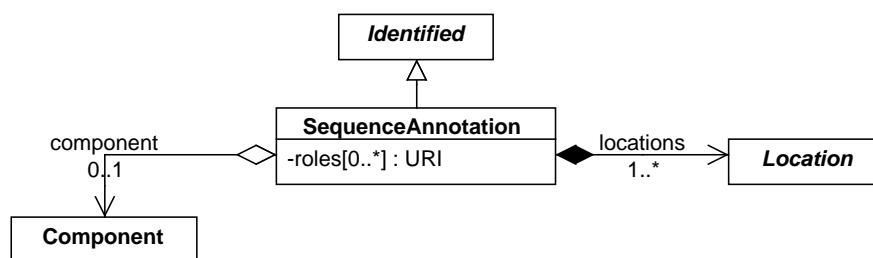 Identified
SequenceAnnotation
component
locations
-roles[0..*] : URI
0..1
1..*
Location
Component